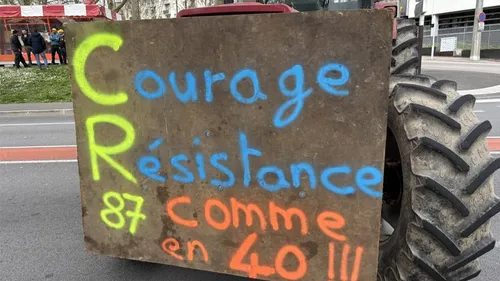 Courage
Résistance
87 comme
en 40 !!!